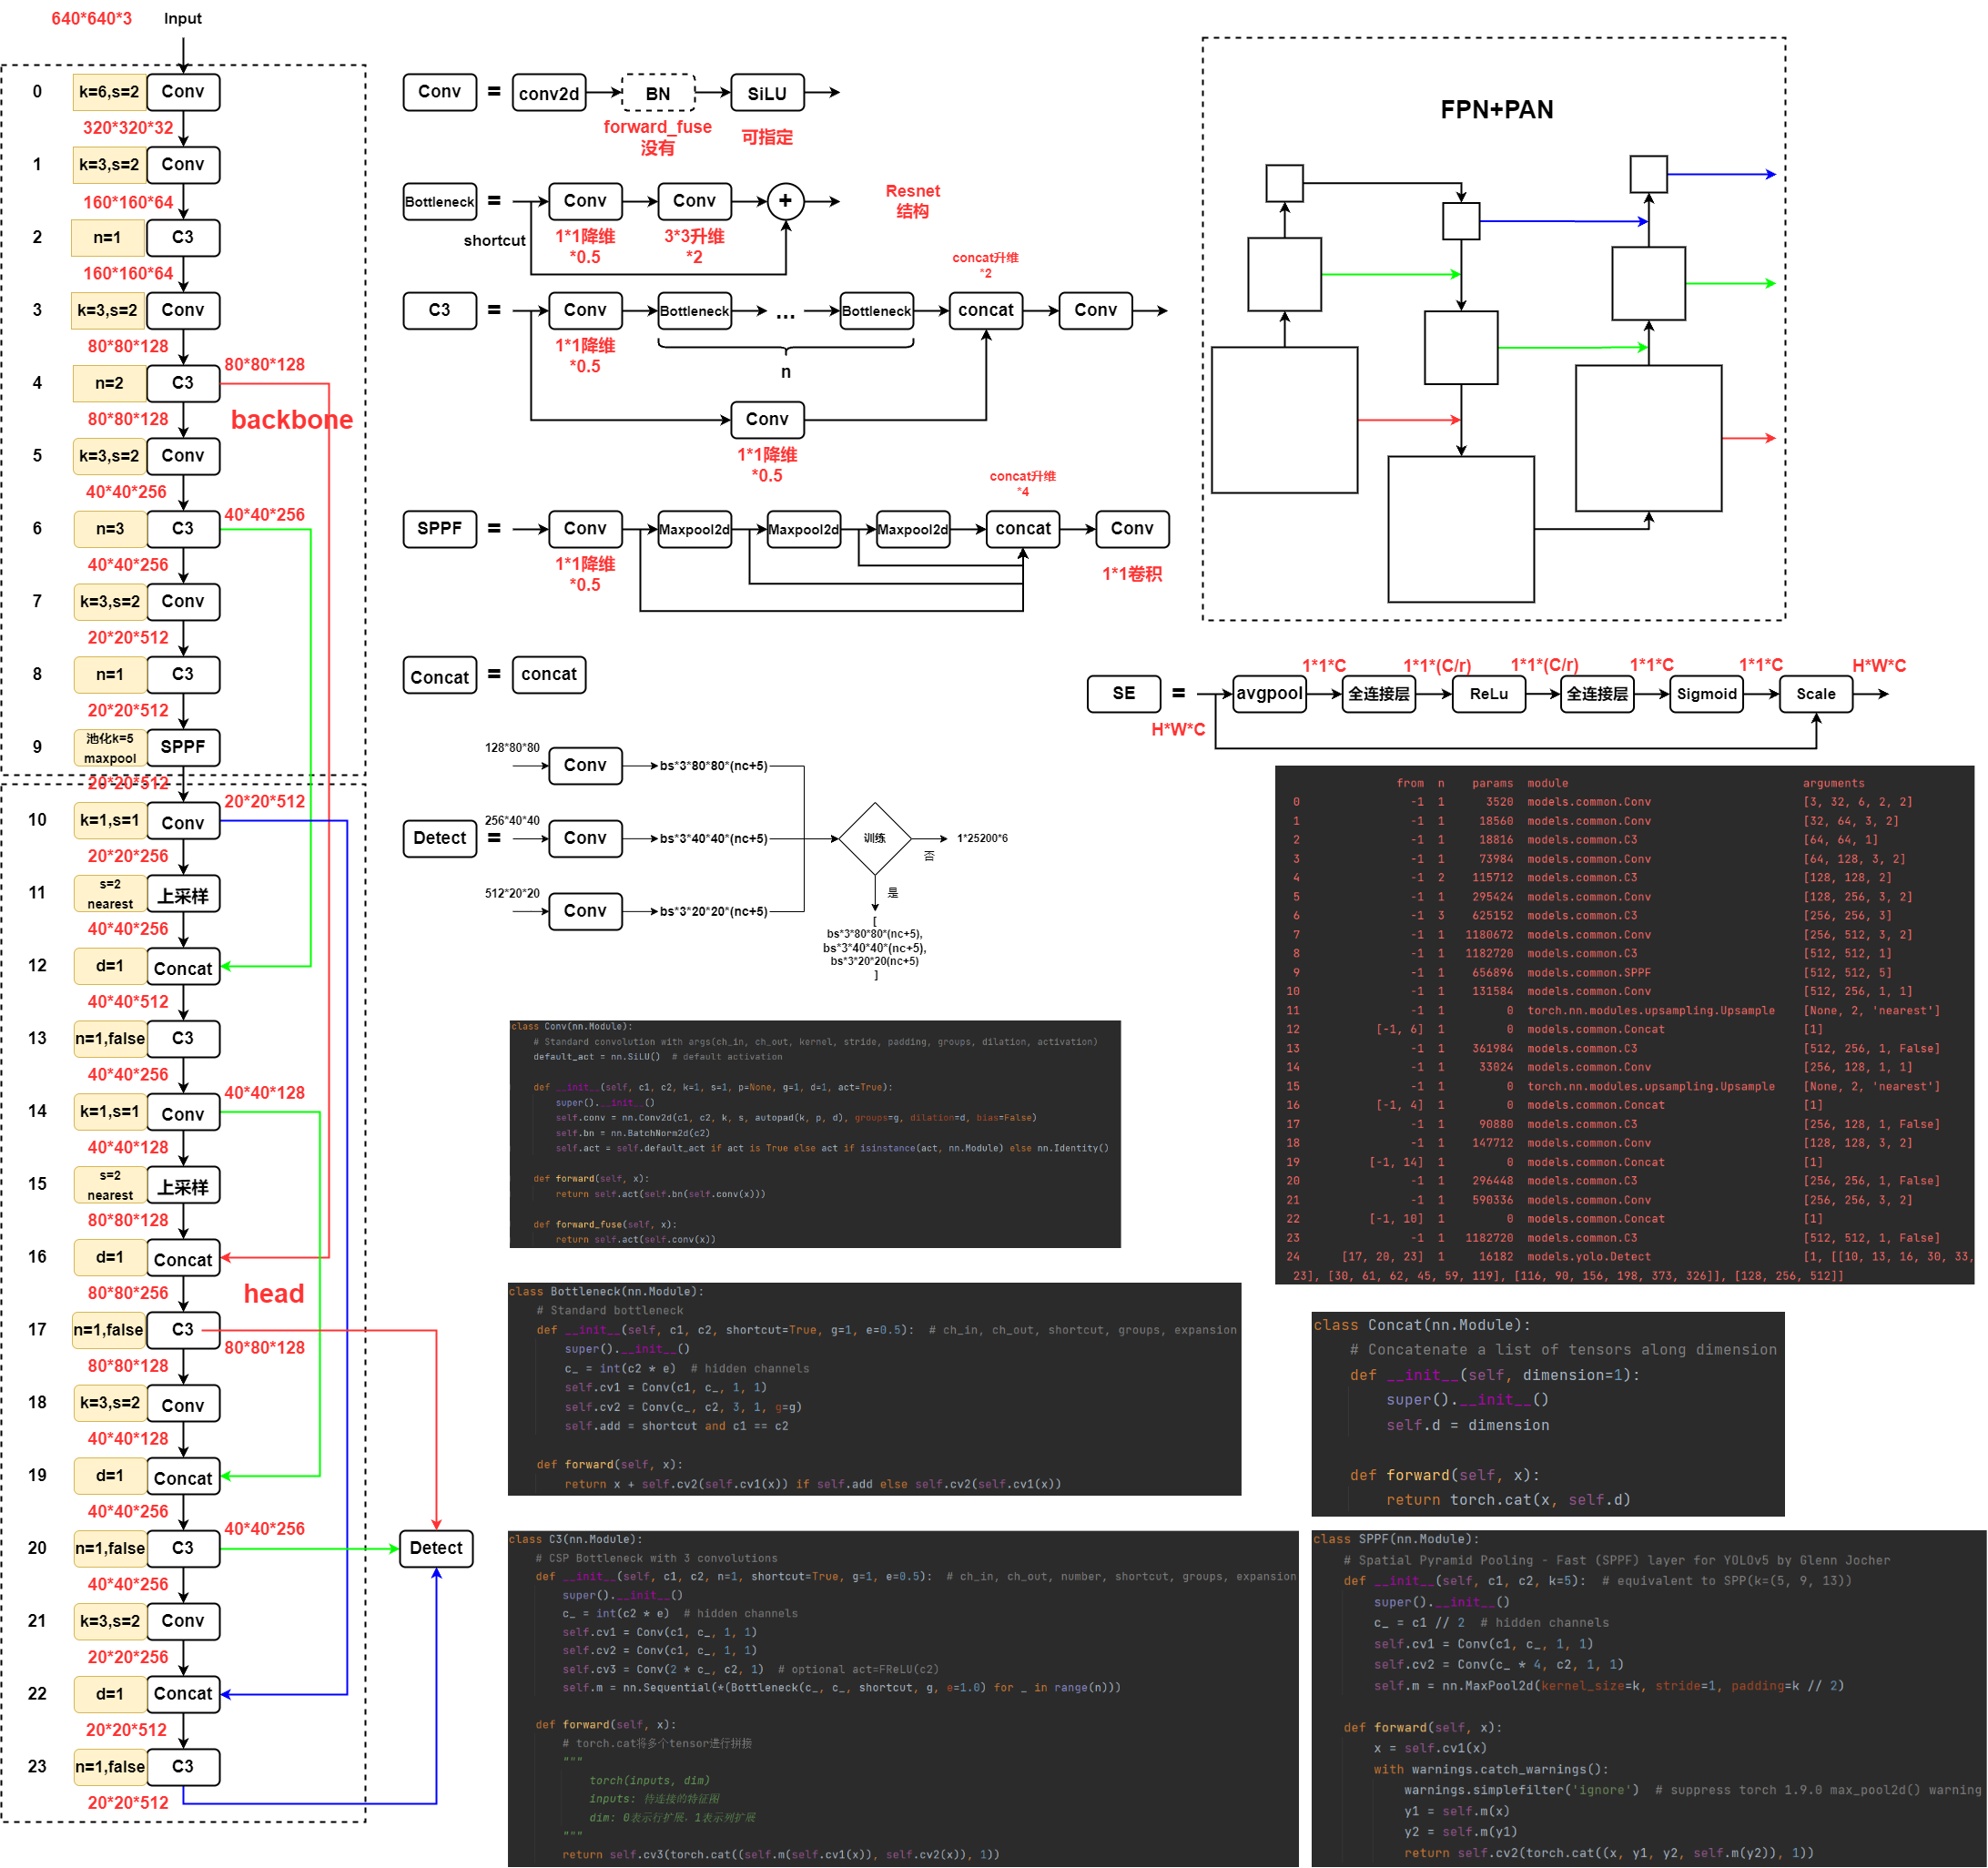 640*640*3 Input
0 k=6,s=2 Conv
320*320*32
1 k=3,s=2 Conv
160*160*64
2 n=1 C3
160*160*64
3 k=3,s=2 Conv
80*80*128
4 n=2 C3 80*80*128
80*80*128
backbone
5 k=3,s=2 Conv
40*40*256
6 n=3 C3 40*40*256
40*40*256
7 k=3,s=2 Conv
20*20*512
8 n=1 C3
20*20*512
9 池化k=5 SPPF
maxpool
20*20*512
10 k=1,s=1 Conv 20*20*512
20*20*256
11 s=2 上采样
nearest
40*40*256
12 d=1 Concat
40*40*512
13 n=1,false C3
40*40*256
14 k=1,s=1 Conv 40*40*128
40*40*128
15 s=2 上采样
nearest
80*80*128
16 d=1 Concat
80*80*256
head
17 n=1,false C3
80*80*128
80*80*128
18 k=3,s=2 Conv
40*40*128
19 d=1 Concat
40*40*256
20 n=1,false C3 40*40*256
Detect
40*40*256
21 k=3,s=2 Conv
20*20*256
22 d=1 Concat
20*20*512
23 n=1,false C3
20*20*512
Conv = conv2d BN SiLU
forward_fuse
没有
可指定
Bottleneck = Conv Conv + Resnet
结构
shortcut
1*1降维
*0.5
3*3升维
*2
concat升维
*2
C3 = Conv Bottleneck ... Bottleneck concat Conv
1*1降维
*0.5
n
Conv
1*1降维
*0.5
concat升维
*4
SPPF = Conv Maxpool2d Maxpool2d Maxpool2d concat Conv
1*1降维
*0.5
1*1卷积
Concat = concat
128*80*80 Conv bs*3*80*80*(nc+5)
Detect = 256*40*40 Conv bs*3*40*40*(nc+5) 训练 否 1*25200*6
512*20*20 Conv bs*3*20*20*(nc+5)
是
[
bs*3*80*80*(nc+5),
bs*3*40*40*(nc+5),
bs*3*20*20(nc+5)
]
FPN+PAN
1*1*C 1*1*(C/r) 1*1*(C/r) 1*1*C 1*1*C H*W*C
SE = avgpool 全连接层 ReLu 全连接层 Sigmoid Scale
H*W*C
from n params module arguments
0 -1 1 3520 models.common.Conv [3, 32, 6, 2, 2]
1 -1 1 18560 models.common.Conv [32, 64, 3, 2]
2 -1 1 18816 models.common.C3 [64, 64, 1]
3 -1 1 73984 models.common.Conv [64, 128, 3, 2]
4 -1 2 115712 models.common.C3 [128, 128, 2]
5 -1 1 295424 models.common.Conv [128, 256, 3, 2]
6 -1 3 625152 models.common.C3 [256, 256, 3]
7 -1 1 1180672 models.common.Conv [256, 512, 3, 2]
8 -1 1 1182720 models.common.C3 [512, 512, 1]
9 -1 1 656896 models.common.SPPF [512, 512, 5]
10 -1 1 131584 models.common.Conv [512, 256, 1, 1]
11 -1 1 0 torch.nn.modules.upsampling.Upsample [None, 2, 'nearest']
12 [-1, 6] 1 0 models.common.Concat [1]
13 -1 1 361984 models.common.C3 [512, 256, 1, False]
14 -1 1 33024 models.common.Conv [256, 128, 1, 1]
15 -1 1 0 torch.nn.modules.upsampling.Upsample [None, 2, 'nearest']
16 [-1, 4] 1 0 models.common.Concat [1]
17 -1 1 90880 models.common.C3 [256, 128, 1, False]
18 -1 1 147712 models.common.Conv [128, 128, 3, 2]
19 [-1, 14] 1 0 models.common.Concat [1]
20 -1 1 296448 models.common.C3 [256, 256, 1, False]
21 -1 1 590336 models.common.Conv [256, 256, 3, 2]
22 [-1, 10] 1 0 models.common.Concat [1]
23 -1 1 1182720 models.common.C3 [512, 512, 1, False]
24 [17, 20, 23] 1 16182 models.yolo.Detect [1, [[10, 13, 16, 30, 33,
23], [30, 61, 62, 45, 59, 119], [116, 90, 156, 198, 373, 326]], [128, 256, 512]]
class Conv(nn.Module):
# Standard convolution with args(ch_in, ch_out, kernel, stride, padding, groups, dilation, activation)
default_act = nn.SiLU() # default activation
def __init__(self, c1, c2, k=1, s=1, p=None, g=1, d=1, act=True):
super().__init__()
self.conv = nn.Conv2d(c1, c2, k, s, autopad(k, p, d), groups=g, dilation=d, bias=False)
self.bn = nn.BatchNorm2d(c2)
self.act = self.default_act if act is True else act if isinstance(act, nn.Module) else nn.Identity()
def forward(self, x):
return self.act(self.bn(self.conv(x)))
def forward_fuse(self, x):
return self.act(self.conv(x))
class Bottleneck(nn.Module):
# Standard bottleneck
def __init__(self, c1, c2, shortcut=True, g=1, e=0.5): # ch_in, ch_out, shortcut, groups, expansion
super().__init__()
c_ = int(c2 * e) # hidden channels
self.cv1 = Conv(c1, c_, 1, 1)
self.cv2 = Conv(c_, c2, 3, 1, g=g)
self.add = shortcut and c1 == c2
def forward(self, x):
return x + self.cv2(self.cv1(x)) if self.add else self.cv2(self.cv1(x))
class Concat(nn.Module):
# Concatenate a list of tensors along dimension
def __init__(self, dimension=1):
super().__init__()
self.d = dimension
def forward(self, x):
return torch.cat(x, self.d)
class C3(nn.Module):
# CSP Bottleneck with 3 convolutions
def __init__(self, c1, c2, n=1, shortcut=True, g=1, e=0.5): # ch_in, ch_out, number, shortcut, groups, expansion
super().__init__()
c_ = int(c2 * e) # hidden channels
self.cv1 = Conv(c1, c_, 1, 1)
self.cv2 = Conv(c1, c_, 1, 1)
self.cv3 = Conv(2 * c_, c2, 1) # optional act=FReLU(c2)
self.m = nn.Sequential(*(Bottleneck(c_, c_, shortcut, g, e=1.0) for _ in range(n)))
def forward(self, x):
# torch.cat将多个tensor进行拼接
"""
torch(inputs, dim)
inputs: 待连接的特征图
dim: 0表示行扩展，1表示列扩展
"""
return self.cv3(torch.cat((self.m(self.cv1(x)), self.cv2(x)), 1))
class SPPF(nn.Module):
# Spatial Pyramid Pooling - Fast (SPPF) layer for YOLOv5 by Glenn Jocher
def __init__(self, c1, c2, k=5): # equivalent to SPP(k=(5, 9, 13))
super().__init__()
c_ = c1 // 2 # hidden channels
self.cv1 = Conv(c1, c_, 1, 1)
self.cv2 = Conv(c_ * 4, c2, 1, 1)
self.m = nn.MaxPool2d(kernel_size=k, stride=1, padding=k // 2)
def forward(self, x):
x = self.cv1(x)
with warnings.catch_warnings():
warnings.simplefilter('ignore') # suppress torch 1.9.0 max_pool2d() warning
y1 = self.m(x)
y2 = self.m(y1)
return self.cv2(torch.cat((x, y1, y2, self.m(y2)), 1))